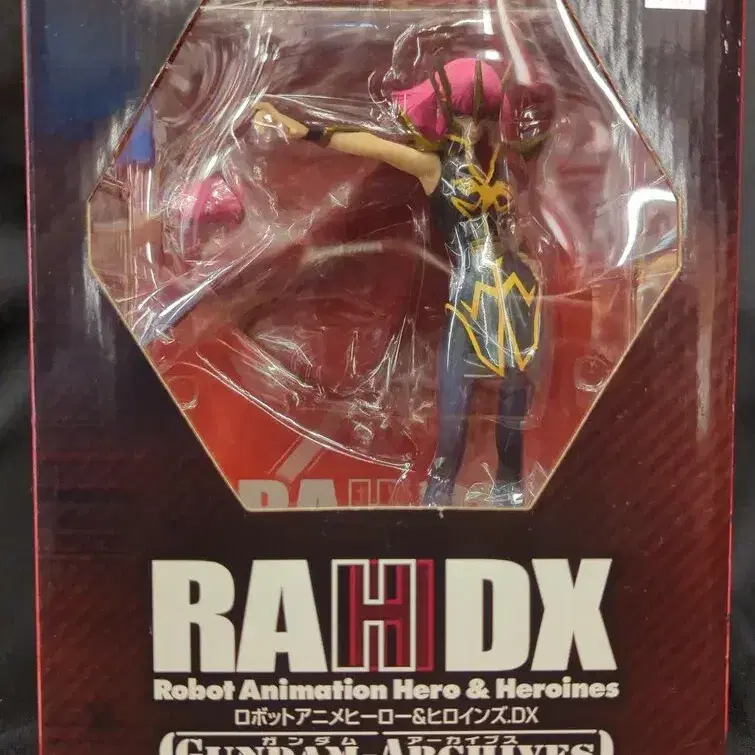 RAHDX
Robot Animation Hero & Heroines
ロボットアニメヒーロー&ヒロインズ.DX
ガンダム アーカイブス
GUNDAM-ARCHIVES